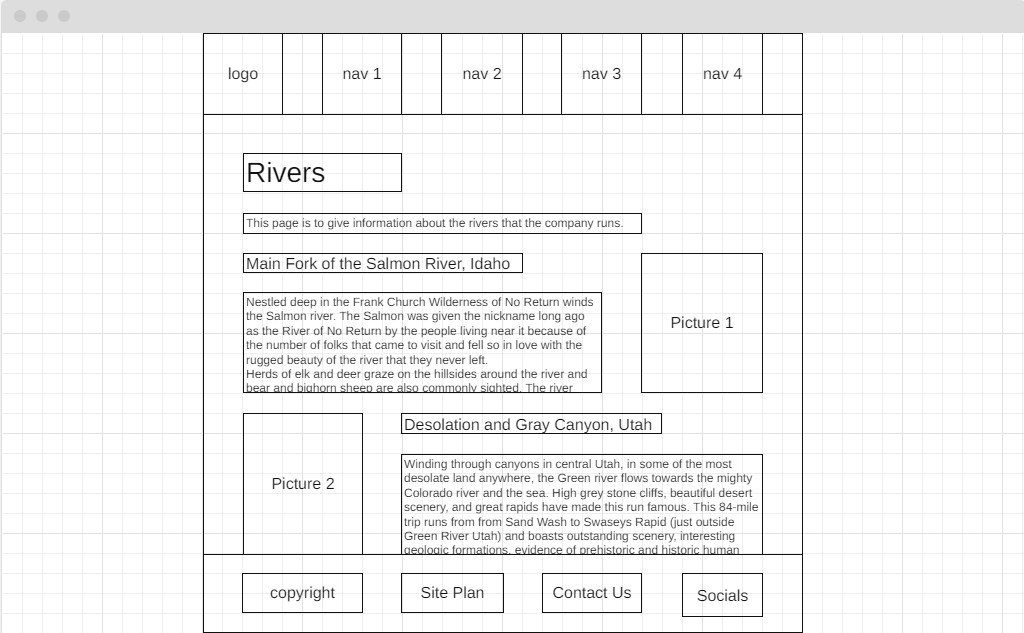 logo
nav 1
nav 2
nav 3
nav 4
Rivers
This page is to give information about the rivers that the company runs.
Main Fork of the Salmon River, Idaho
Nestled deep in the Frank Church Wilderness of No Return winds
the Salmon river. The Salmon was given the nickname long ago
as the River of No Return by the people living near it because of
the number of folks that came to visit and fell so in love with the
rugged beauty of the river that they never left.
Herds of elk and deer graze on the hillsides around the river and
bear and bighorn sheep are also commonly sighted. The river
Picture 1
Picture 2
Desolation and Gray Canyon, Utah
Winding through canyons in central Utah, in some of the most
desolate land anywhere, the Green river flows towards the mighty
Colorado river and the sea. High grey stone cliffs, beautiful desert
scenery, and great rapids have made this run famous. This 84-mile
trip runs from from Sand Wash to Swaseys Rapid (just outside
Green River Utah) and boasts outstanding scenery, interesting
geologic formations, evidence of prehistoric and historic human
copyright
Site Plan
Contact Us
Socials